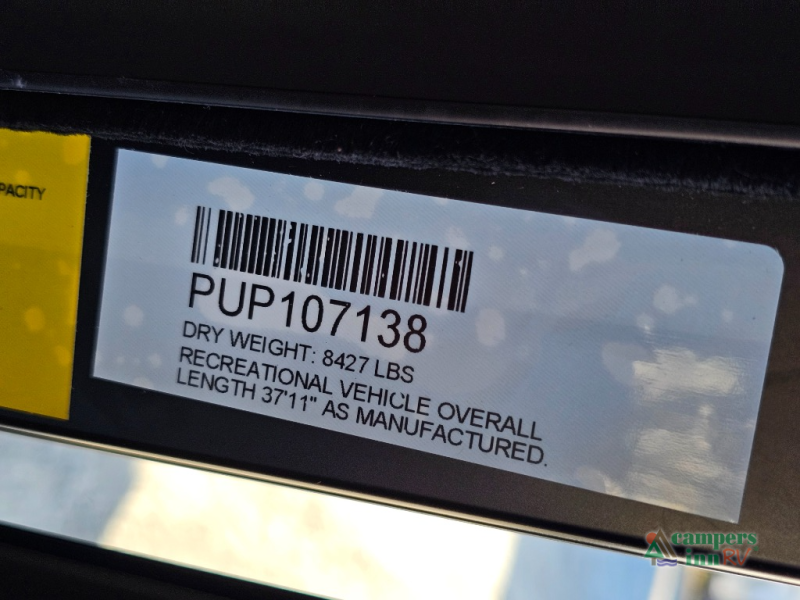 PACITY
PUP107138
DRY WEIGHT: 8427 LBS
RECREATIONAL VEHICLE OVERALL
LENGTH 37'11" AS MANUFACTURED.
campers
inn RV